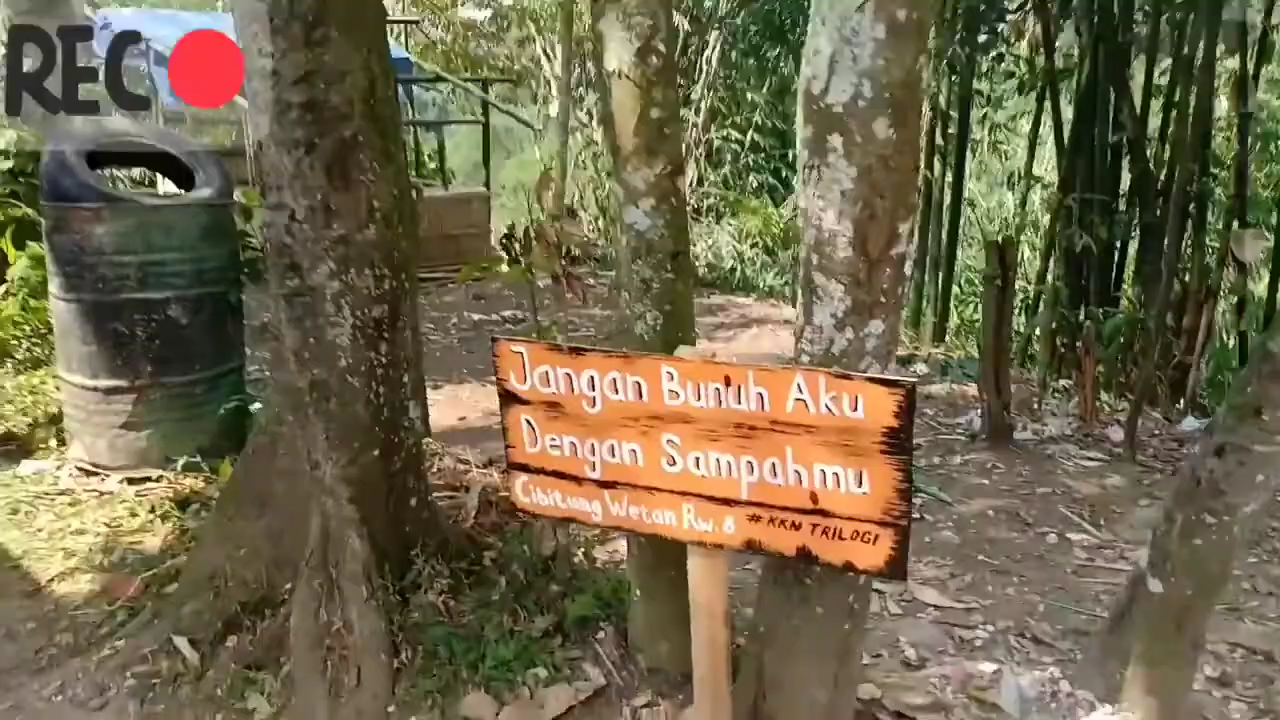 REC
Jangan Bunuh Aku
Dengan Sampahmu
Cibitung Wetan Rw. 8
#KKN TRILOGI